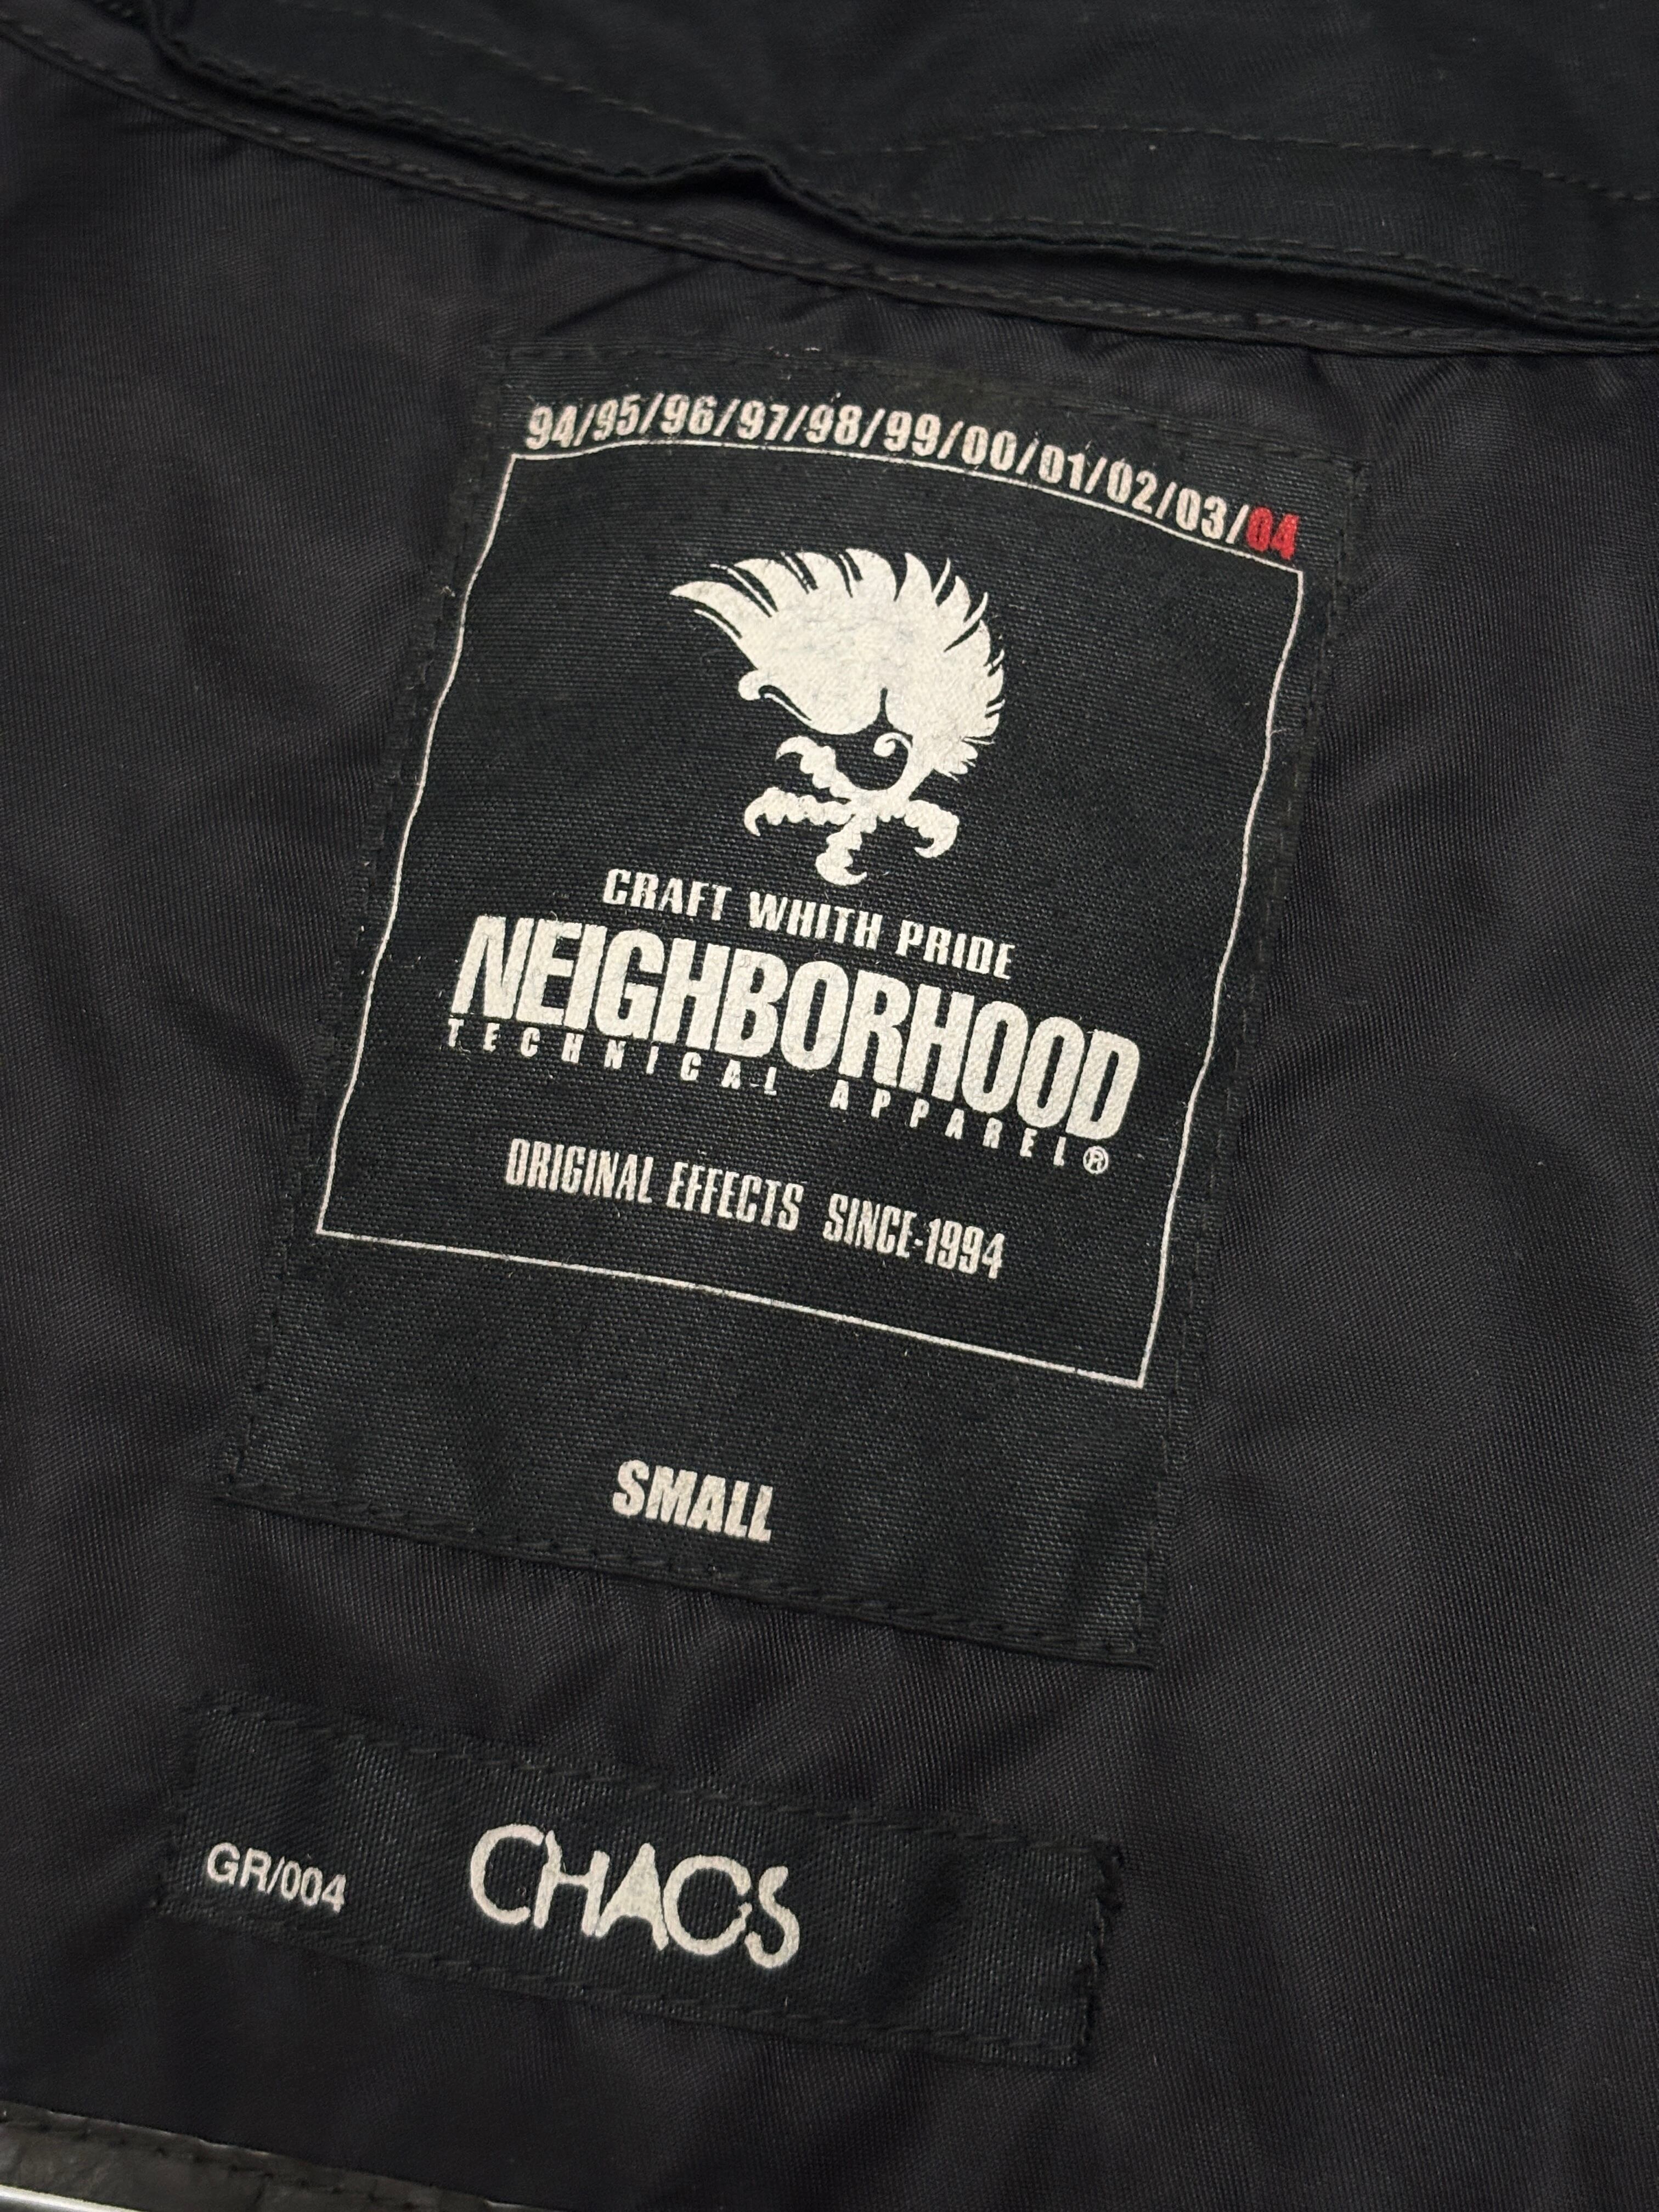 94/95/96/97/98/99/00/01/02/03/04
CRAFT WHITH PRIDE
NEIGHBORHOOD
TECHNICAL APPAREL®
ORIGINAL EFFECTS SINCE-1994
SMALL
GR/004 CHAOS